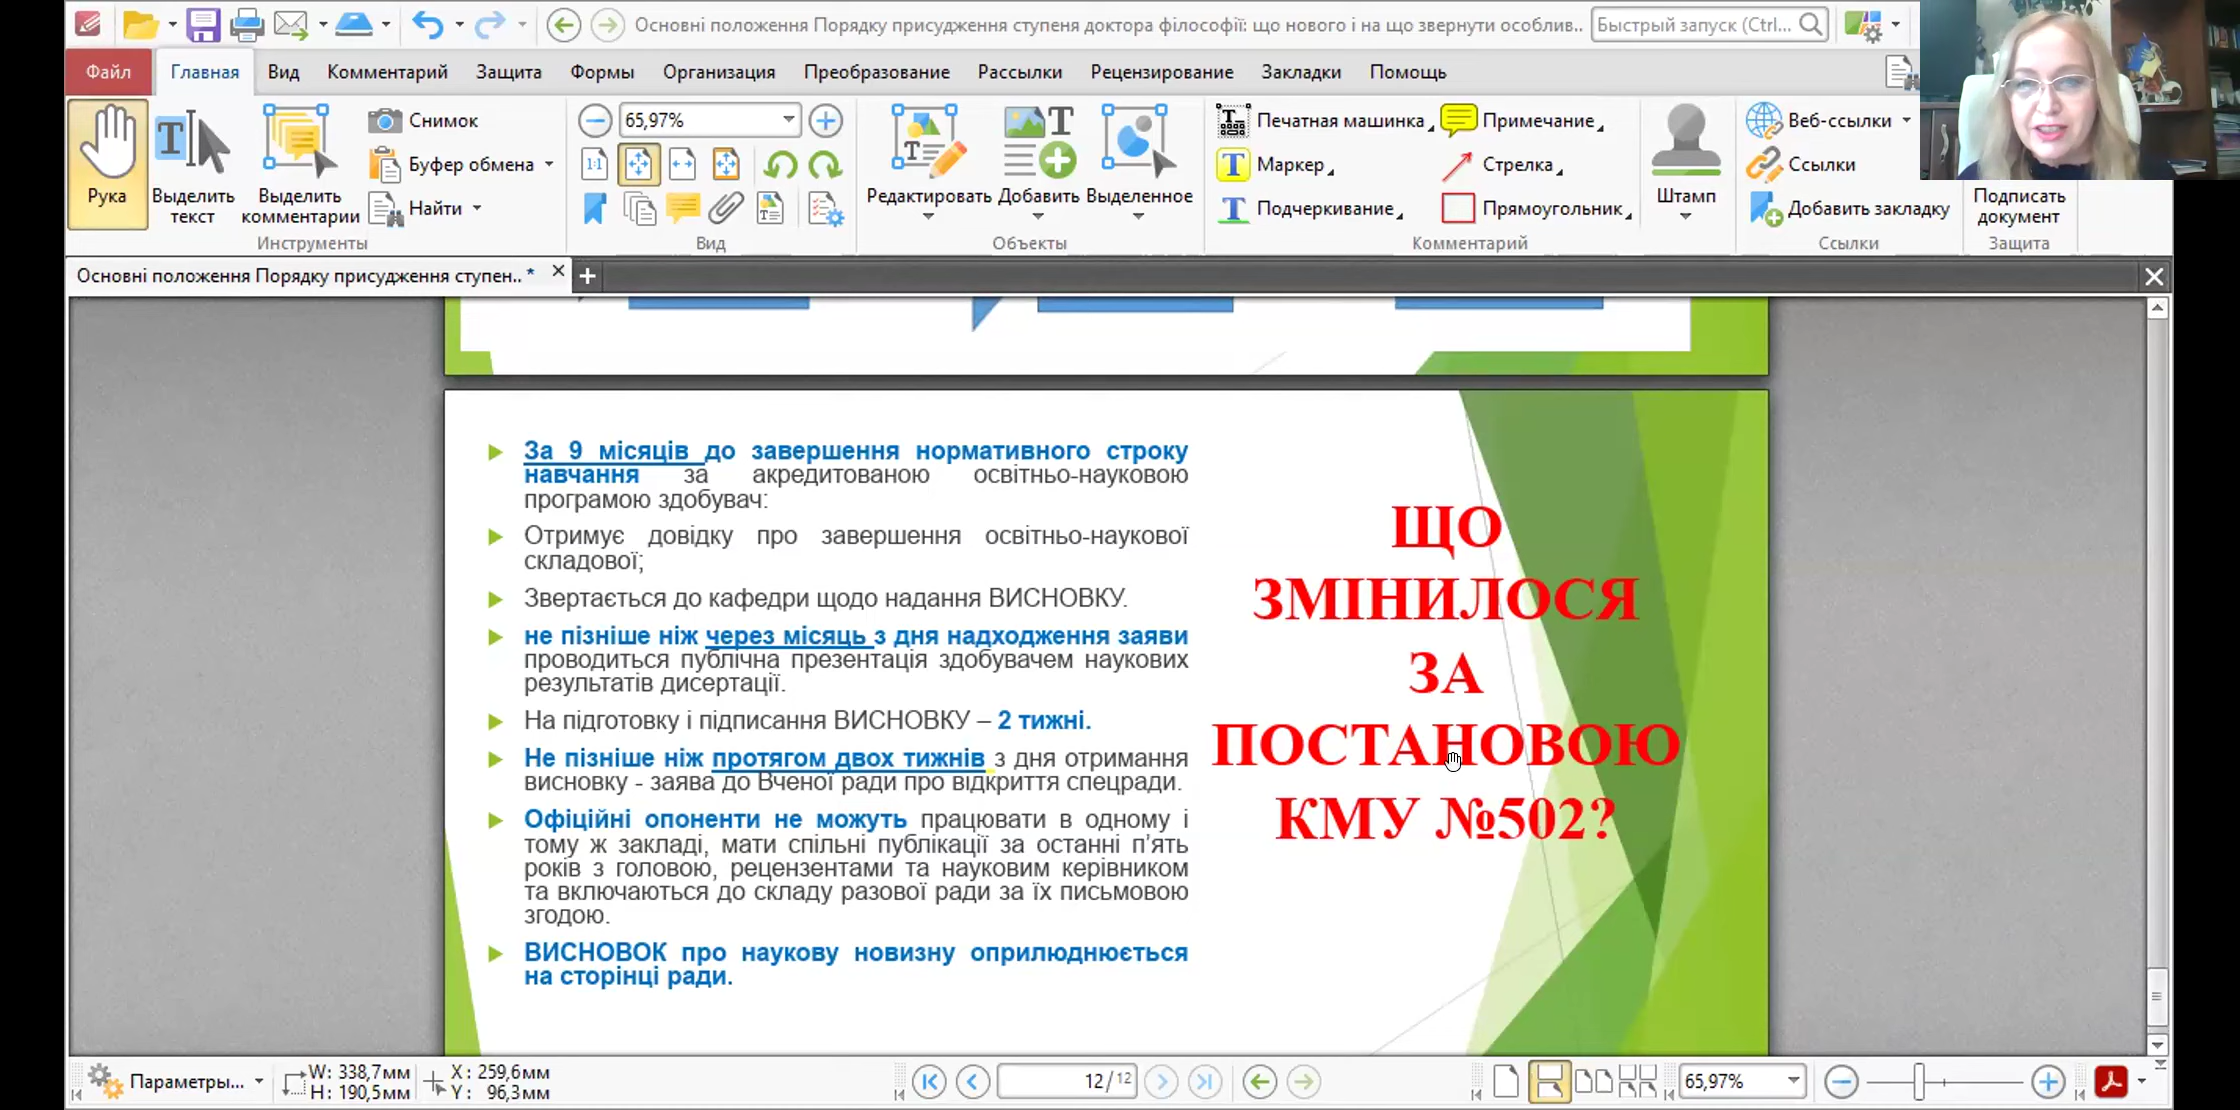 Основні положення Порядку присудження ступеня доктора філософії: що нового і на що звернути особлив..
Быстрый запуск (Ctrl...
Файл
Главная
Вид
Комментарий
Защита
Формы
Организация
Преобразование
Рассылки
Рецензирование
Закладки
Помощь
Рука
Выделить текст
Выделить комментарии
Снимок
Буфер обмена
Найти
Инструменты
65,97%
1:1
Вид
Редактировать
Добавить
Выделенное
Объекты
Печатная машинка
Маркер
Подчеркивание
Примечание
Стрелка
Прямоугольник
Штамп
Комментарий
Веб-ссылки
Ссылки
Добавить закладку
Ссылки
Подписать документ
Защита
Основні положення Порядку присудження ступен.. *
За 9 місяців до завершення нормативного строку
навчання за акредитованою освітньо-науковою
програмою здобувач:
Отримує довідку про завершення освітньо-наукової
складової;
Звертається до кафедри щодо надання ВИСНОВКУ.
не пізніше ніж через місяць з дня надходження заяви
проводиться публічна презентація здобувачем наукових
результатів дисертації.
На підготовку і підписання ВИСНОВКУ – 2 тижні.
Не пізніше ніж протягом двох тижнів з дня отримання
висновку - заява до Вченої ради про відкриття спецради.
Офіційні опоненти не можуть працювати в одному і
тому ж закладі, мати спільні публікації за останні п'ять
років з головою, рецензентами та науковим керівником
та включаються до складу разової ради за їх письмовою
згодою.
ВИСНОВОК про наукову новизну оприлюднюється
на сторінці ради.
ЩО
ЗМІНИЛОСЯ
ЗА
ПОСТАНОВОЮ
КМУ №502?
Параметры...
W: 338,7мм
H: 190,5мм
X: 259,6мм
Y: 96,3мм
12/12
65,97%